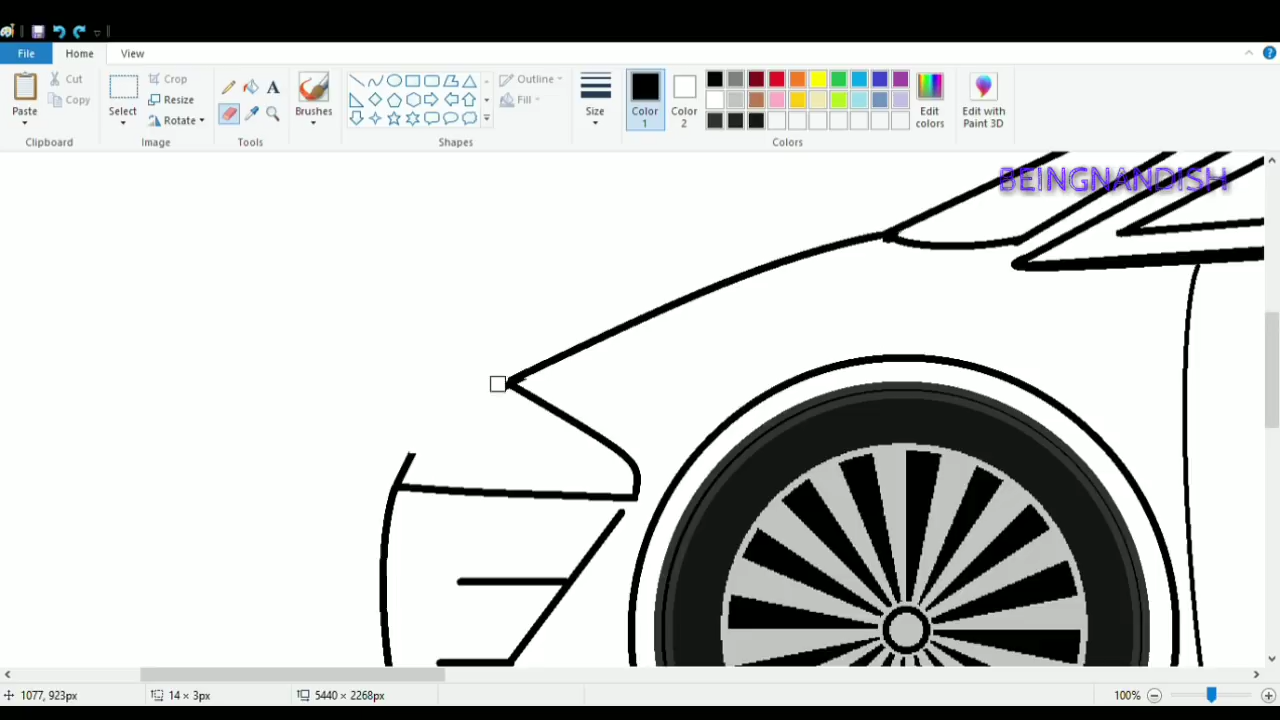 File Home View
Paste
Cut
Copy
Clipboard
Select
Crop
Resize
Rotate
Image
A
Tools
Brushes
Shapes
Outline
Fill
Size
Color 1
Color 2
Colors
Edit colors
Edit with Paint 3D
BEINGNANDISH
1077, 923px
14 × 3px
5440 × 2268px
100%